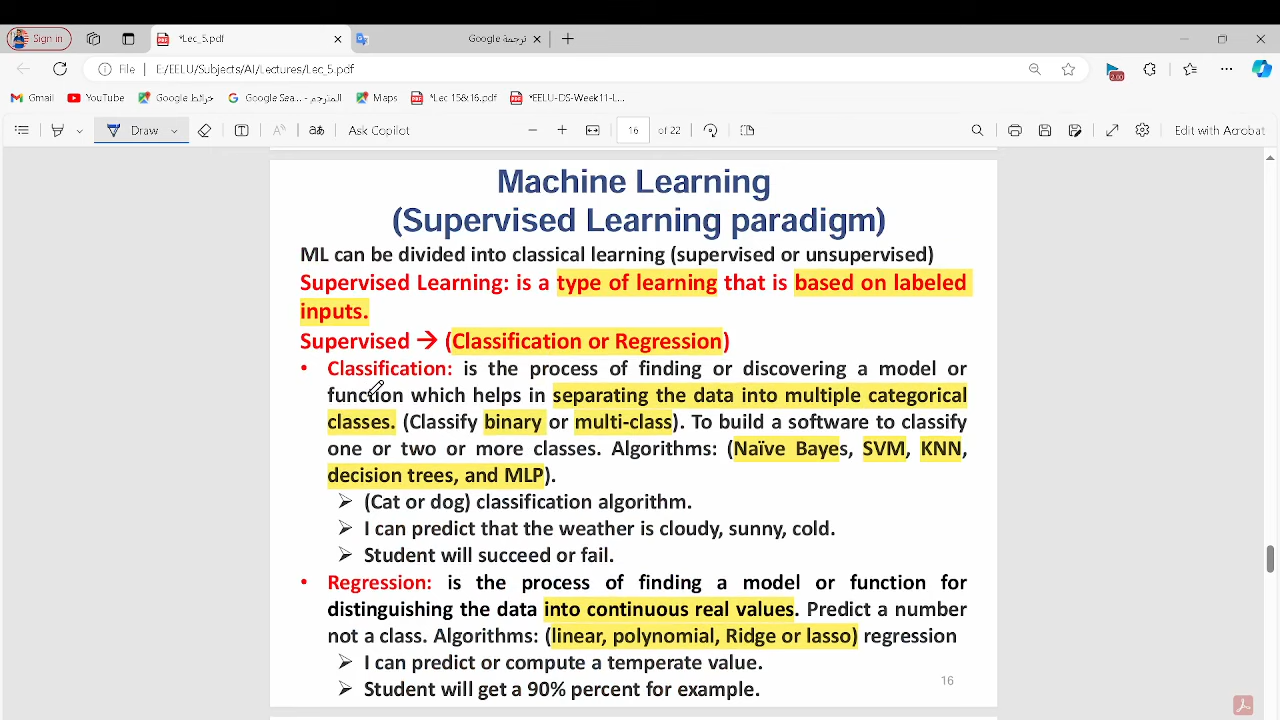 Sign in
*Lec_5.pdf
Google ترجمة
File
E:/EELU/Subjects/AI/Lectures/Lec_5.pdf
2.00
Gmail
YouTube
Maps
*Lec 15&16.pdf
*EELU-DS-Week11-L...
Draw
Ask Copilot
16
of 22
Edit with Acrobat
Machine Learning
(Supervised Learning paradigm)
ML can be divided into classical learning (supervised or unsupervised)
Supervised Learning: is a type of learning that is based on labeled
inputs.
Supervised → (Classification or Regression)
• Classification: is the process of finding or discovering a model or
function which helps in separating the data into multiple categorical
classes. (Classify binary or multi-class). To build a software to classify
one or two or more classes. Algorithms: (Naïve Bayes, SVM, KNN,
decision trees, and MLP).
➢ (Cat or dog) classification algorithm.
➢ I can predict that the weather is cloudy, sunny, cold.
➢ Student will succeed or fail.
• Regression: is the process of finding a model or function for
distinguishing the data into continuous real values. Predict a number
not a class. Algorithms: (linear, polynomial, Ridge or lasso) regression
➢ I can predict or compute a temperate value.
➢ Student will get a 90% percent for example.
16